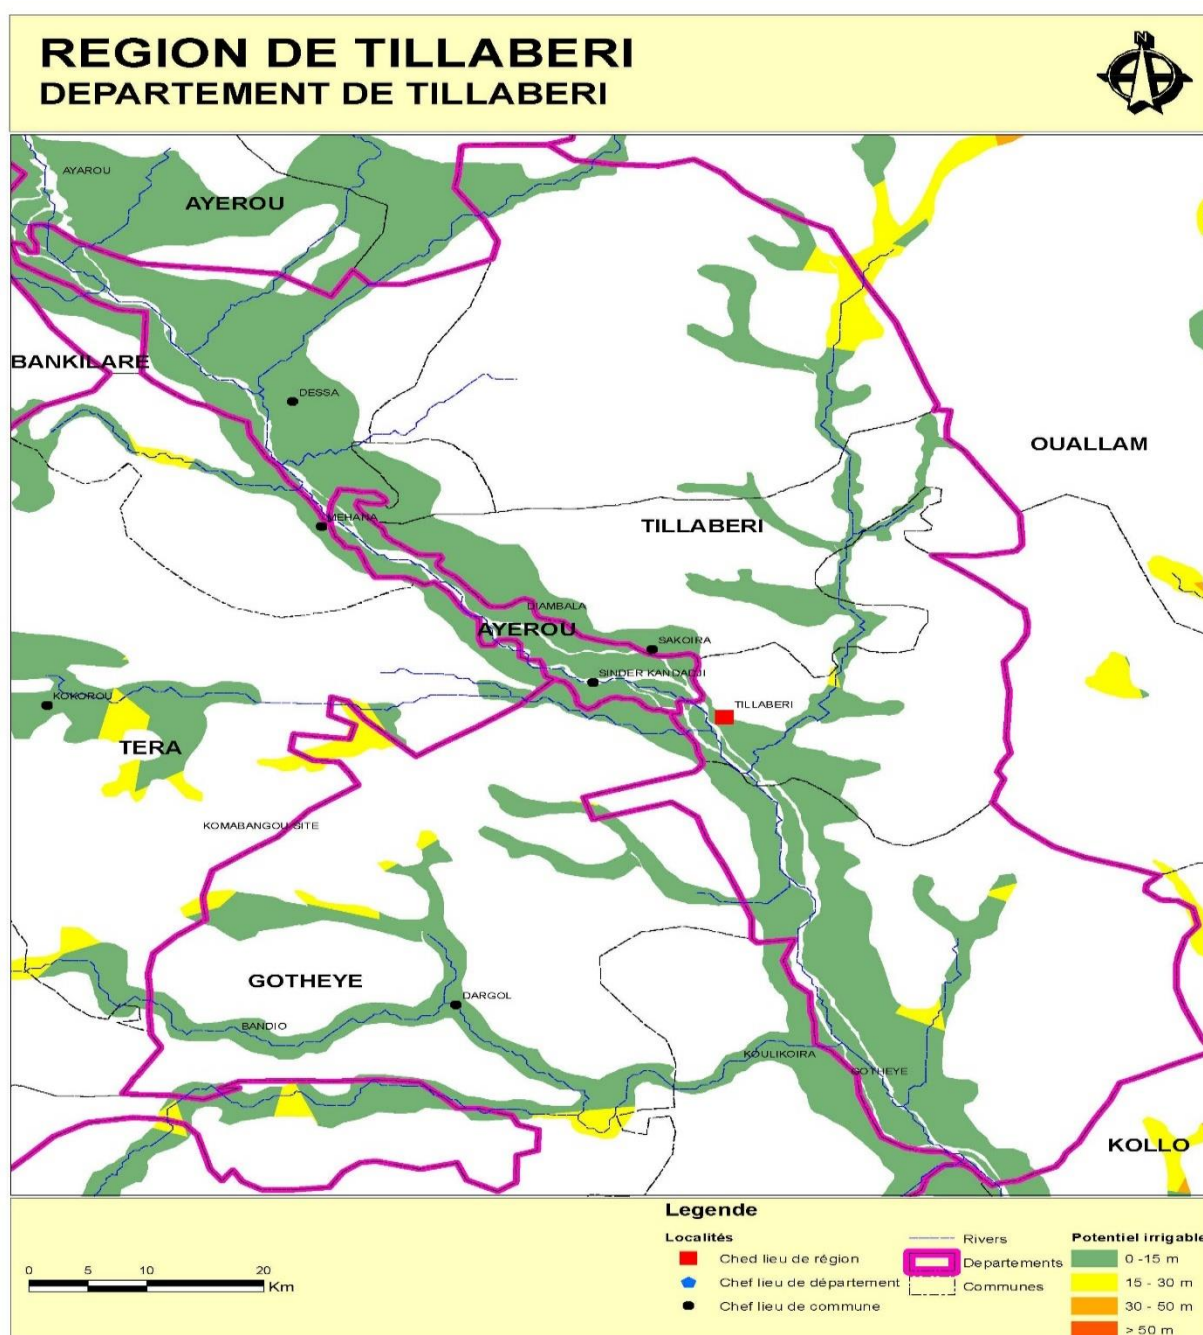 REGION DE TILLABERI
DEPARTEMENT DE TILLABERI
N
AYAROU
AYEROU
BANKILARE
DESSA
OUALLAM
MEHANA
TILLABERI
DIAMBALA
AYEROU
SAKOIRA
SINDER KANDADJI
KOKOROU
TILLABERI
TERA
KOMABANGOU SITE
GOTHEYE
DARGOL
BANDIO
KOULIKOIRA
GOTHEYE
KOLLO
Legende
Localités
Ched lieu de région
Chef lieu de département
Chef lieu de commune
Rivers
Departements
Communes
Potentiel irrigable
0 -15 m
15 - 30 m
30 - 50 m
> 50 m
0 5 10 20
Km